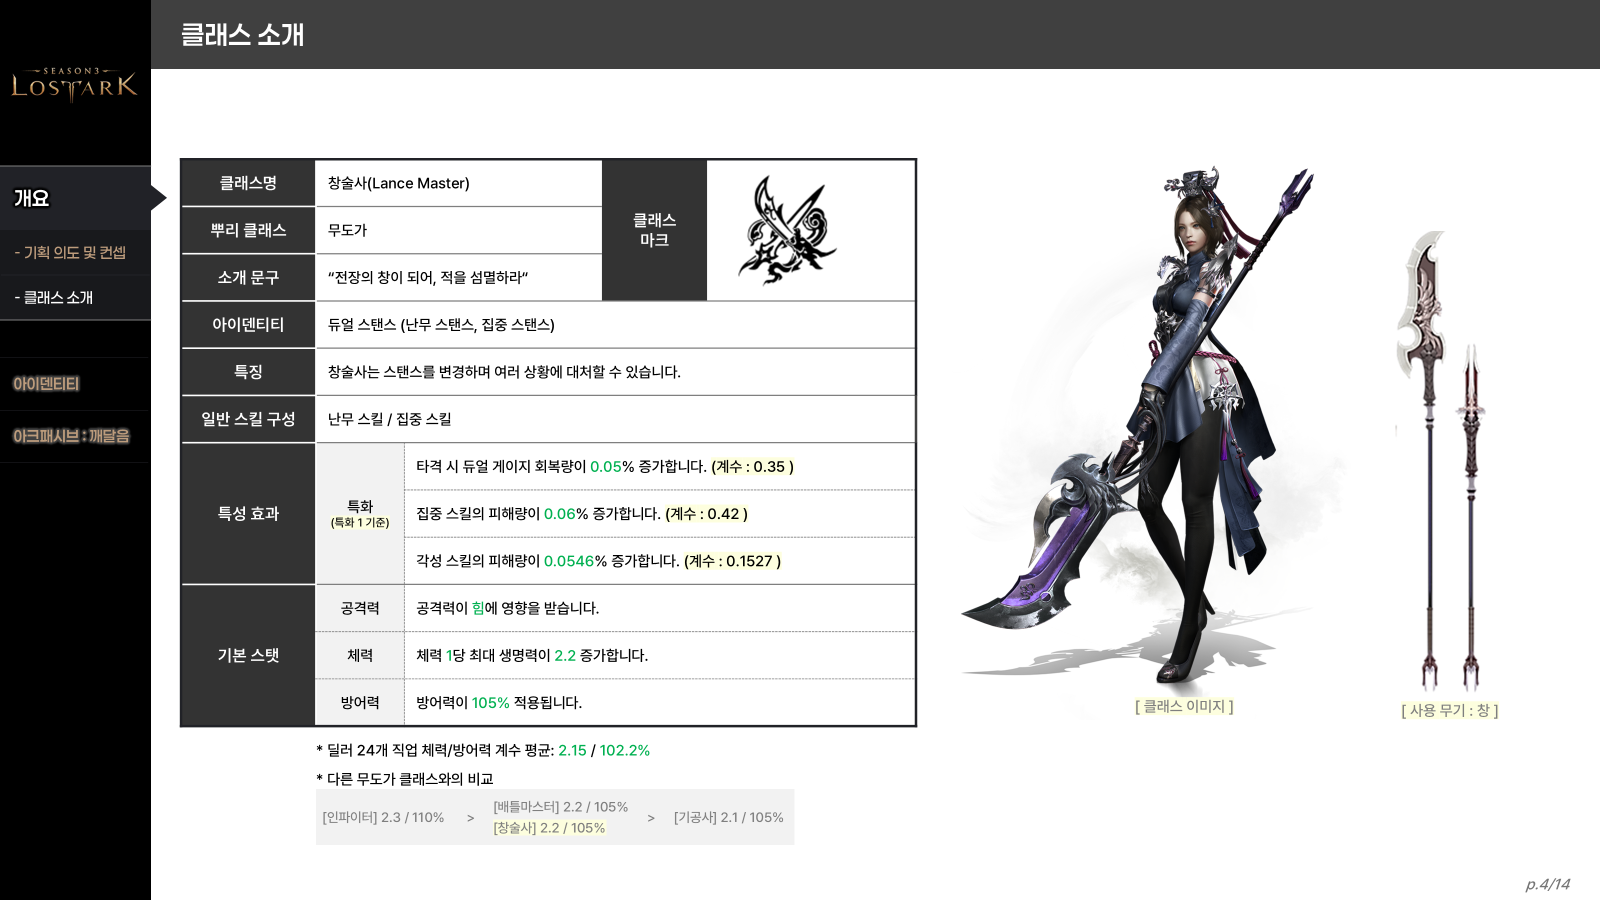 클래스 소개
SEASON3
LOSTARK
개요
- 기획 의도 및 컨셉
- 클래스 소개
아이덴티티
아크패시브 : 깨달음
클래스명
창술사(Lance Master)
클래스
마크
뿌리 클래스
무도가
소개 문구
“전장의 창이 되어, 적을 섬멸하라“
아이덴티티
듀얼 스탠스 (난무 스탠스, 집중 스탠스)
특징
창술사는 스탠스를 변경하며 여러 상황에 대처할 수 있습니다.
일반 스킬 구성
난무 스킬 / 집중 스킬
특성 효과
특화
(특화 1 기준)
타격 시 듀얼 게이지 회복량이 0.05% 증가합니다. (계수 : 0.35 )
집중 스킬의 피해량이 0.06% 증가합니다. (계수 : 0.42 )
각성 스킬의 피해량이 0.0546% 증가합니다. (계수 : 0.1527 )
기본 스탯
공격력
공격력이 힘에 영향을 받습니다.
체력
체력 1당 최대 생명력이 2.2 증가합니다.
방어력
방어력이 105% 적용됩니다.
* 딜러 24개 직업 체력/방어력 계수 평균: 2.15 / 102.2%
* 다른 무도가 클래스와의 비교
[인파이터] 2.3 / 110% > [배틀마스터] 2.2 / 105%
[창술사] 2.2 / 105% > [기공사] 2.1 / 105%
[ 클래스 이미지 ]
[ 사용 무기 : 창 ]
p.4/14